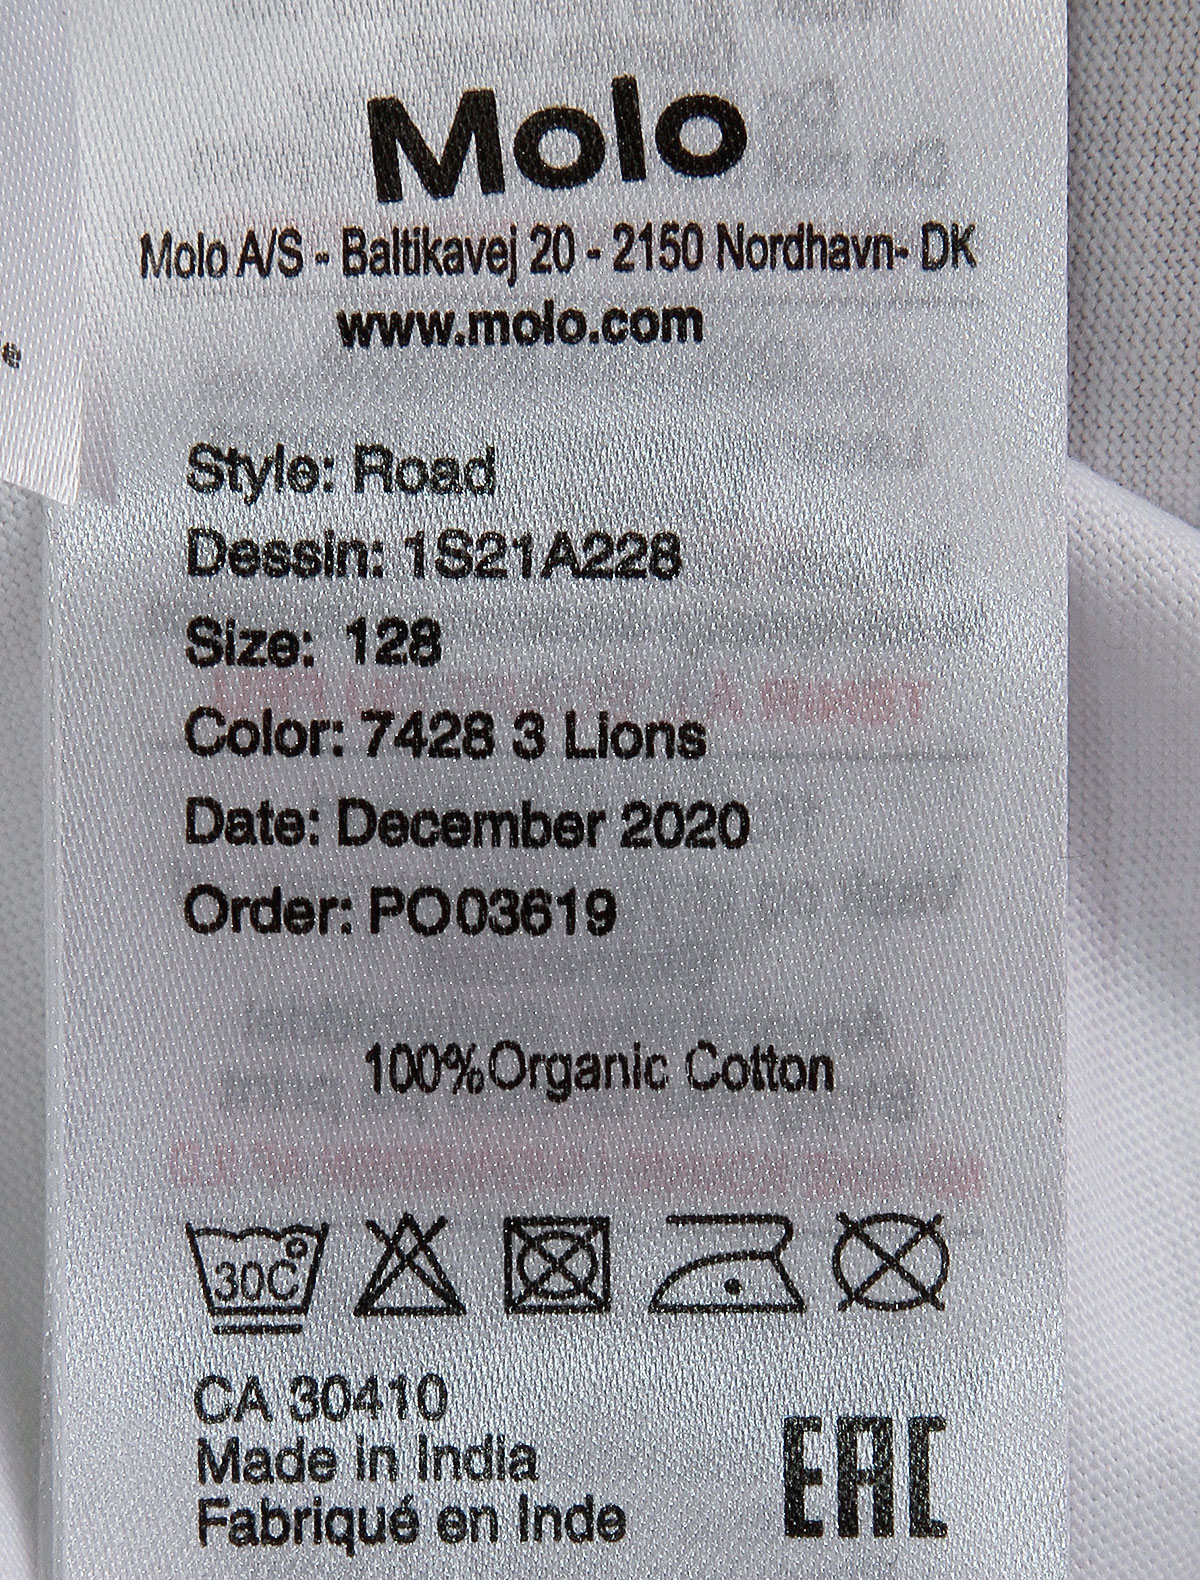 Molo
Molo A/S - Baltikavej 20 - 2150 Nordhavn- DK
www.molo.com
Style: Road
Dessin: 1S21A228
Size: 128
Color: 7428 3 Lions
Date: December 2020
Order: PO03619
100%Organic Cotton
30C
CA 30410
Made in India
Fabriqué en Inde
EAC